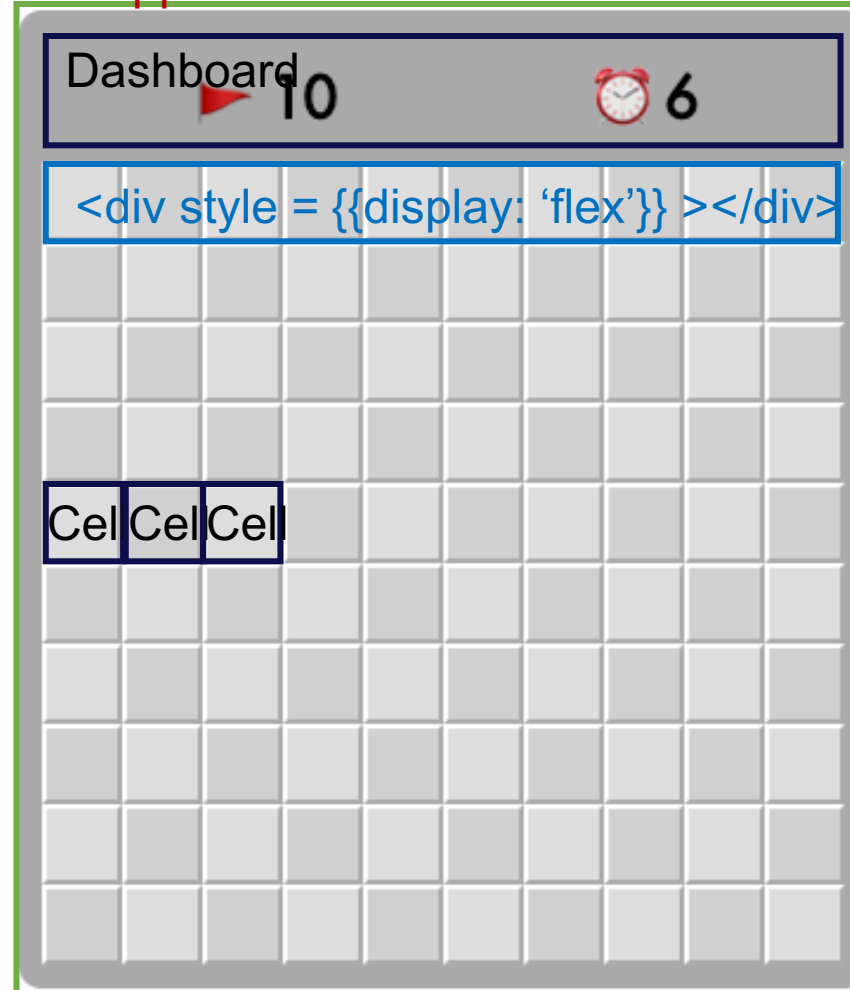 Dashboard
10 6
<div style = {{display: ‘flex’}} ></div>
Cel Cel Cell